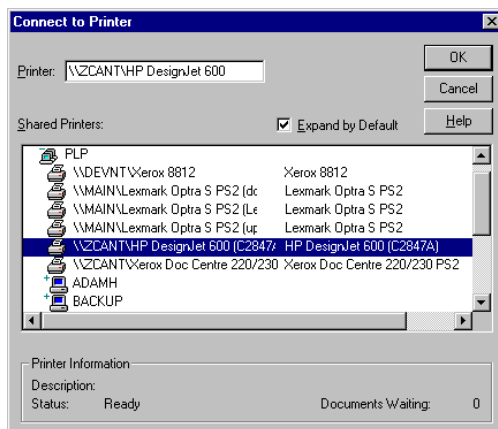 Connect to Printer
Printer: \\ZCANT\HP DesignJet 600
OK
Cancel
Help
Shared Printers:
Expand by Default
PLP
\\DEVNT\Xerox 8812 Xerox 8812
\\MAIN\Lexmark Optra S PS2 (dc Lexmark Optra S PS2
\\MAIN\Lexmark Optra S PS2 (Le Lexmark Optra S PS2
\\MAIN\Lexmark Optra S PS2 (up Lexmark Optra S PS2
\\ZCANT\HP DesignJet 600 (C2847A HP DesignJet 600 (C2847A)
\\ZCANT\Xerox Doc Centre 220/230 Xerox Doc Centre 220/230 PS2
ADAMH
BACKUP
Printer Information
Description:
Status: Ready Documents Waiting: 0